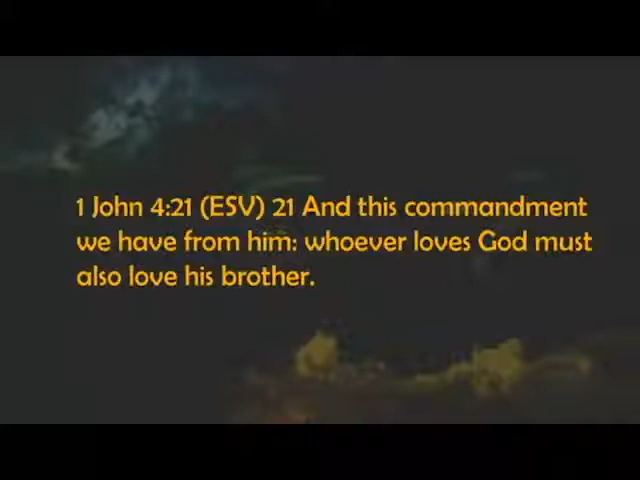 1 John 4:21 (ESV) 21 And this commandment
we have from him: whoever loves God must
also love his brother.